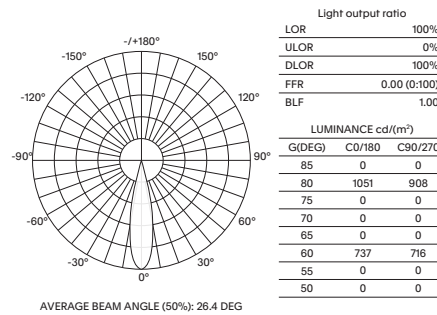 -/+180°
-150° 150°
-120° 120°
-90° 90°
-60° 60°
-30° 30°
0°
AVERAGE BEAM ANGLE (50%): 26.4 DEG
Light output ratio
LOR 100%
ULOR 0%
DLOR 100%
FFR 0.00 (0:100)
BLF 1.00
LUMINANCE cd/(m²)
G(DEG) C0/180 C90/270
85 0 0
80 1051 908
75 0 0
70 0 0
65 0 0
60 737 716
55 0 0
50 0 0